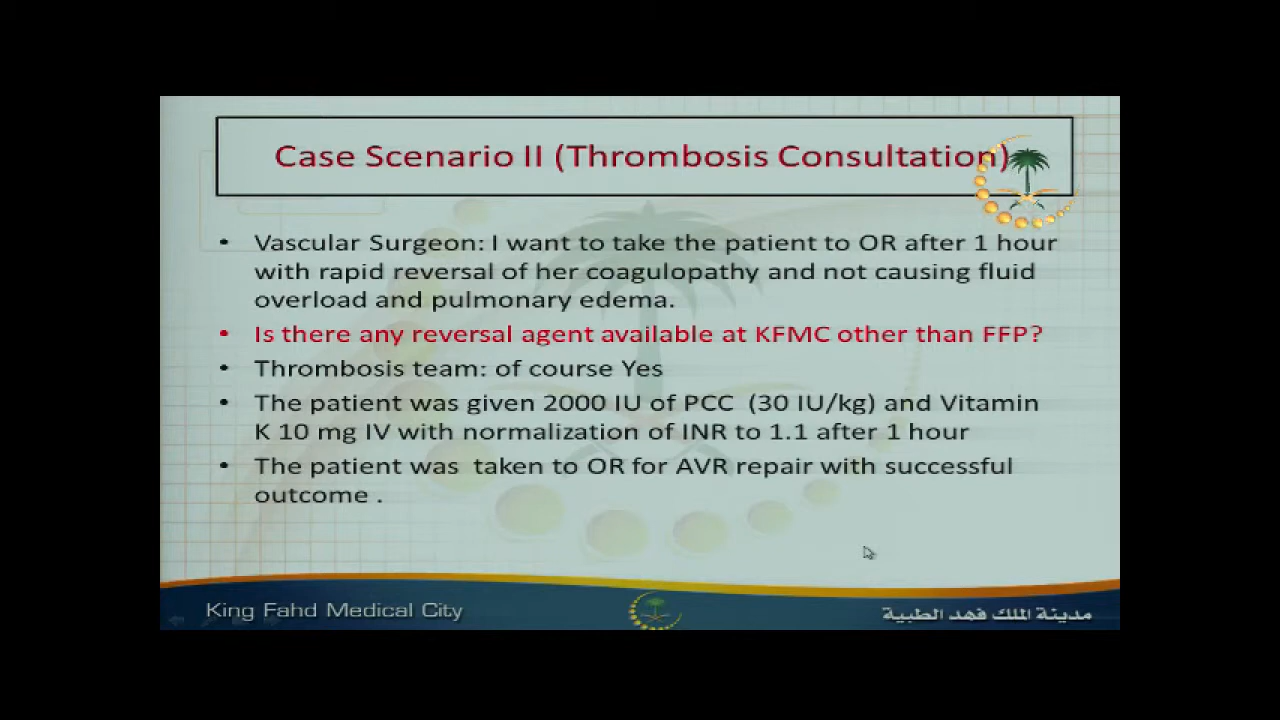 Case Scenario II (Thrombosis Consultation)
• Vascular Surgeon: I want to take the patient to OR after 1 hour
with rapid reversal of her coagulopathy and not causing fluid
overload and pulmonary edema.
• Is there any reversal agent available at KFMC other than FFP?
• Thrombosis team: of course Yes
• The patient was given 2000 IU of PCC (30 IU/kg) and Vitamin
K 10 mg IV with normalization of INR to 1.1 after 1 hour
• The patient was taken to OR for AVR repair with successful
outcome .
King Fahd Medical City
مدينة الملك فهد الطبية